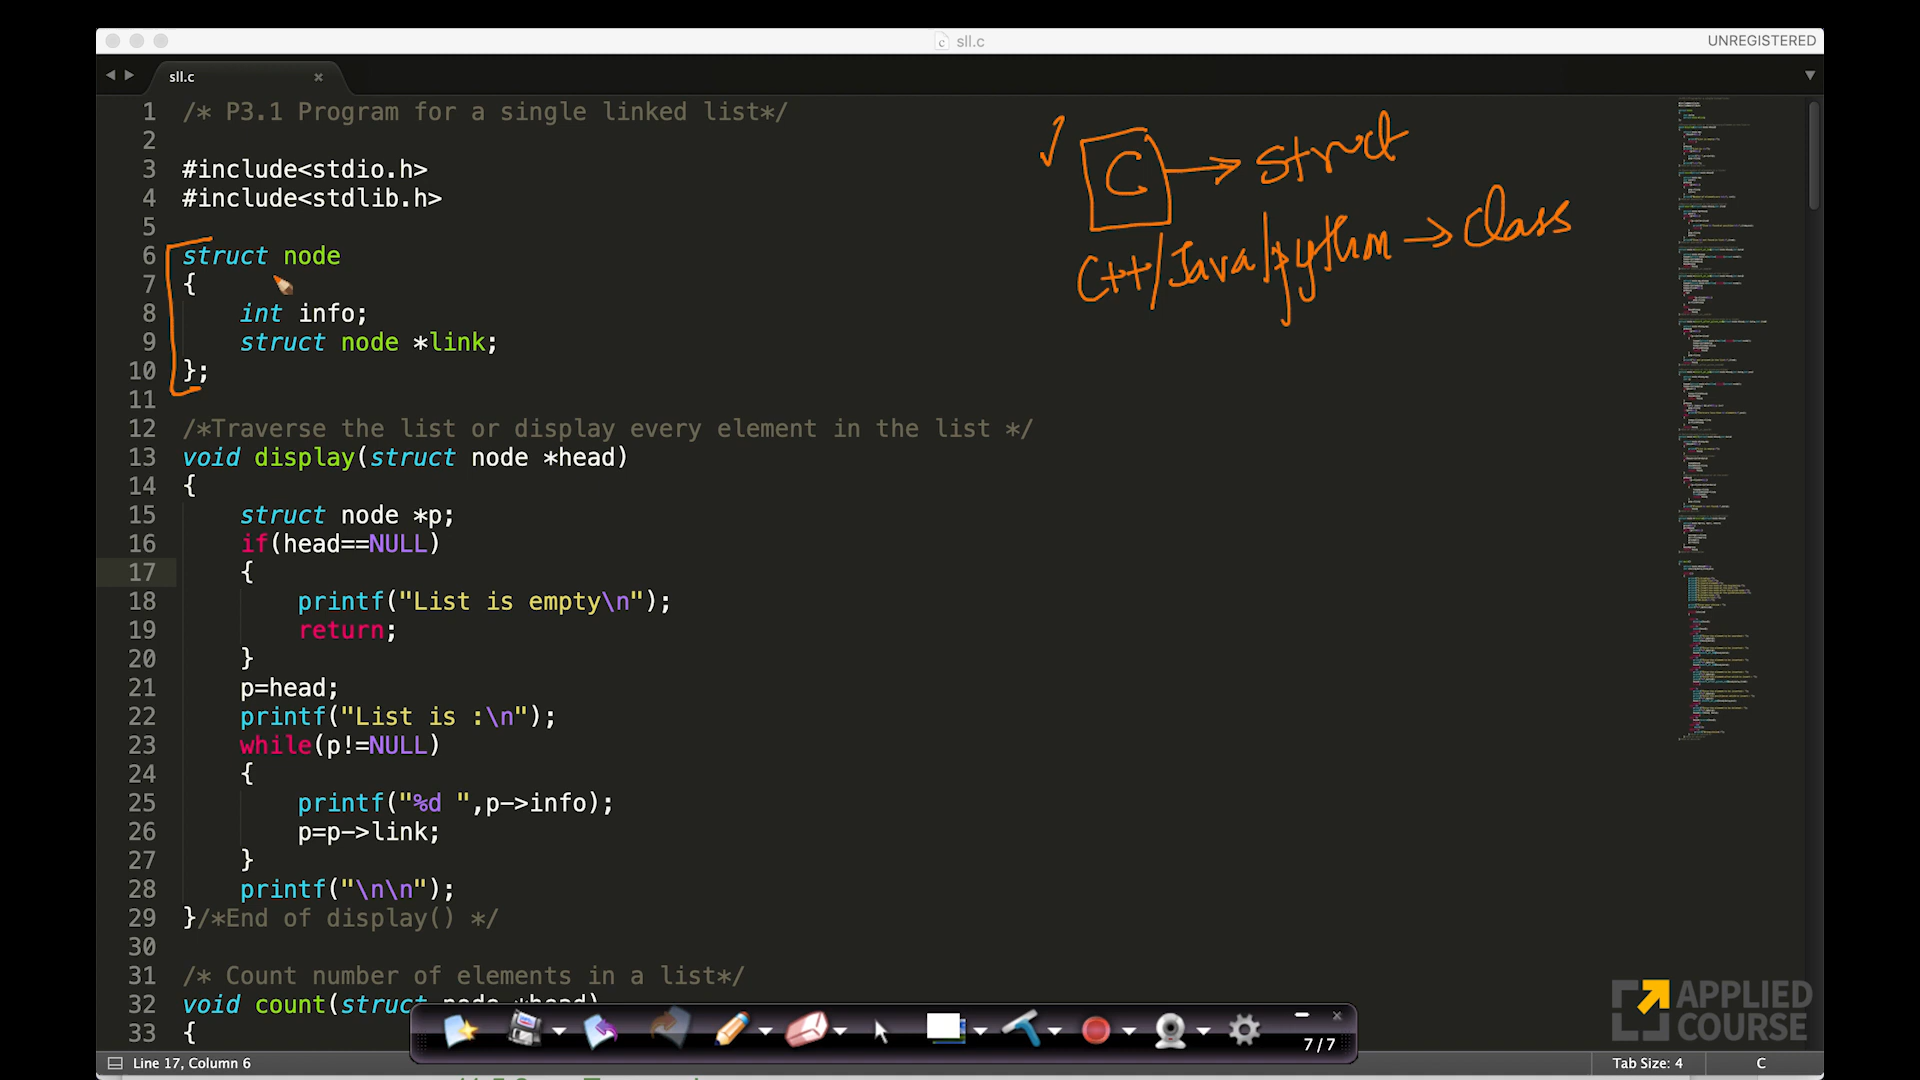 sll.c
UNREGISTERED
sll.c
1 /* P3.1 Program for a single linked list*/
2
3 #include<stdio.h>
4 #include<stdlib.h>
5
6 struct node
7 {
8 int info;
9 struct node *link;
10 };
11
12 /*Traverse the list or display every element in the list */
13 void display(struct node *head)
14 {
15 struct node *p;
16 if(head==NULL)
17 {
18 printf("List is empty\n");
19 return;
20 }
21 p=head;
22 printf("List is :\n");
23 while(p!=NULL)
24 {
25 printf("%d ",p->info);
26 p=p->link;
27 }
28 printf("\n\n");
29 }/*End of display() */
30
31 /* Count number of elements in a list*/
32 void count(struct node *head)
33 {
C → struct
C++/Java/python → class
APPLIED
COURSE
7/7
Line 17, Column 6
Tab Size: 4
C